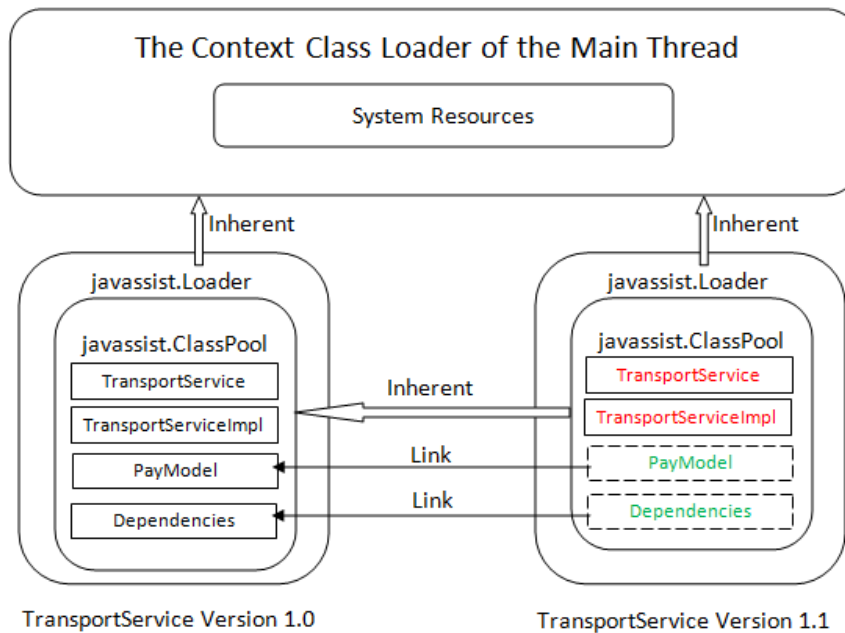 The Context Class Loader of the Main Thread
System Resources
Inherent
Inherent
javassist.Loader
javassist.ClassPool
TransportService
TransportServiceImpl
PayModel
Dependencies
Inherent
Link
Link
javassist.Loader
javassist.ClassPool
TransportService
TransportServiceImpl
PayModel
Dependencies
TransportService Version 1.0
TransportService Version 1.1